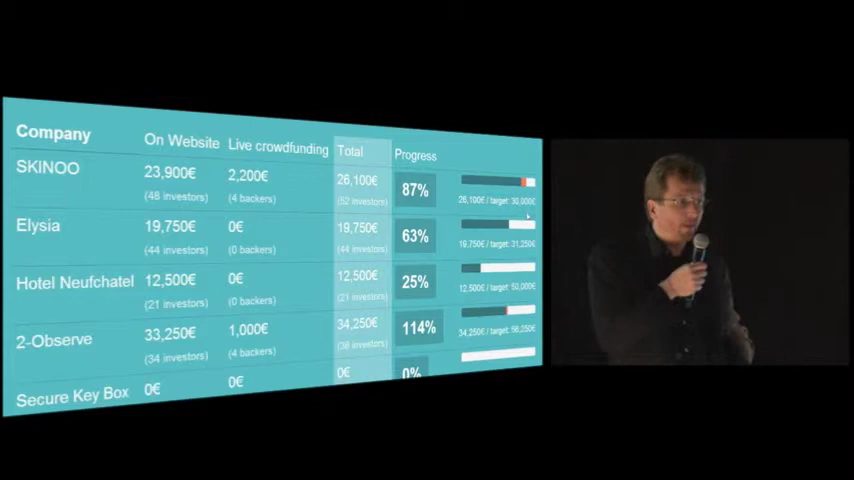 Company On Website Live crowdfunding Total Progress
SKINOO 23,900€ 2,200€ 26,100€ 87%
(48 investors) (4 backers) (52 investors) 26,100€ / target: 30,000€
Elysia 19,750€ 0€ 19,750€ 63%
(44 investors) (0 backers) (44 investors) 19,750€ / target: 31,250€
Hotel Neufchatel 12,500€ 0€ 12,500€ 25%
(21 investors) (0 backers) (21 investors) 12,500€ / target: 50,000€
2-Observe 33,250€ 1,000€ 34,250€ 114%
(34 investors) (4 backers) (38 investors) 34,250€ / target: 56,250€
Secure Key Box 0€ 0€ 0€ 0%